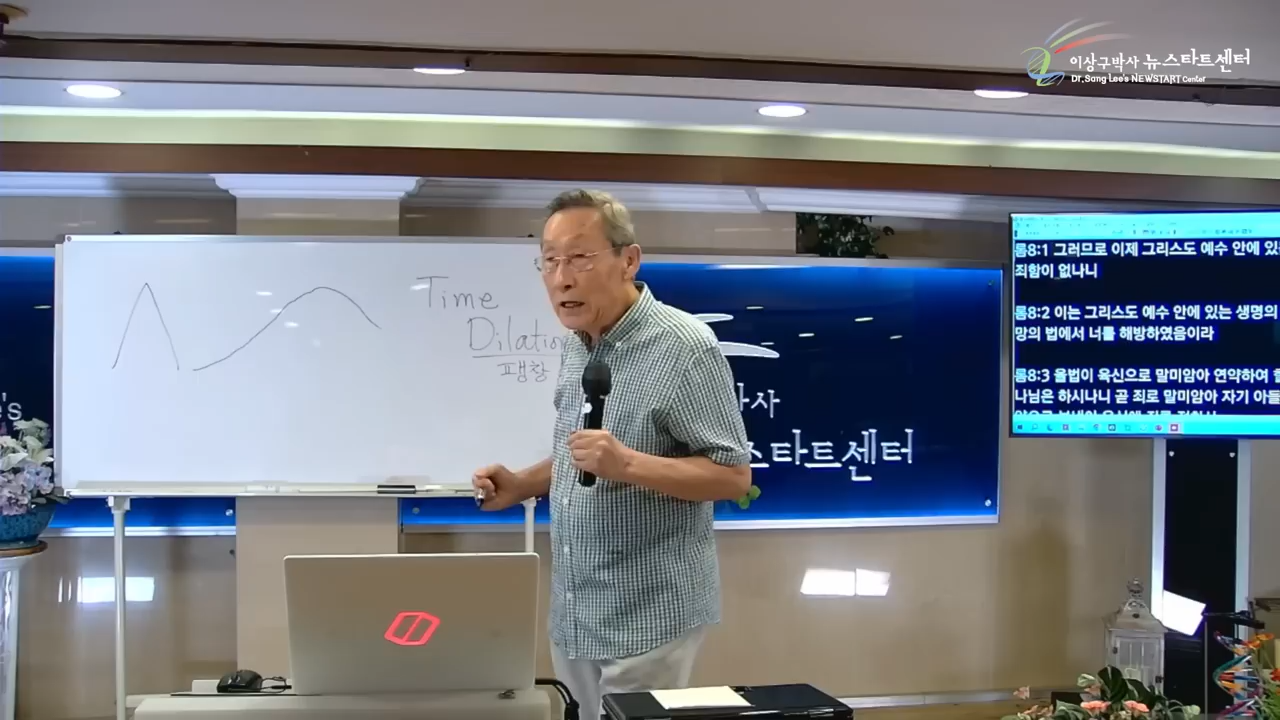 이상구박사 뉴스타트센터
Dr.Sang Lee's NEWSTART Center
Time
Dilatio
팽창
e's
박사
스타트센터
롬8:1 그러므로 이제 그리스도 예수 안에 있
죄함이 없나니
롬8:2 이는 그리스도 예수 안에 있는 생명의
망의 법에서 너를 해방하였음이라
롬8:3 율법이 육신으로 말미암아 연약하여
나님은 하시나니 곧 죄로 말미암아 자기 아들